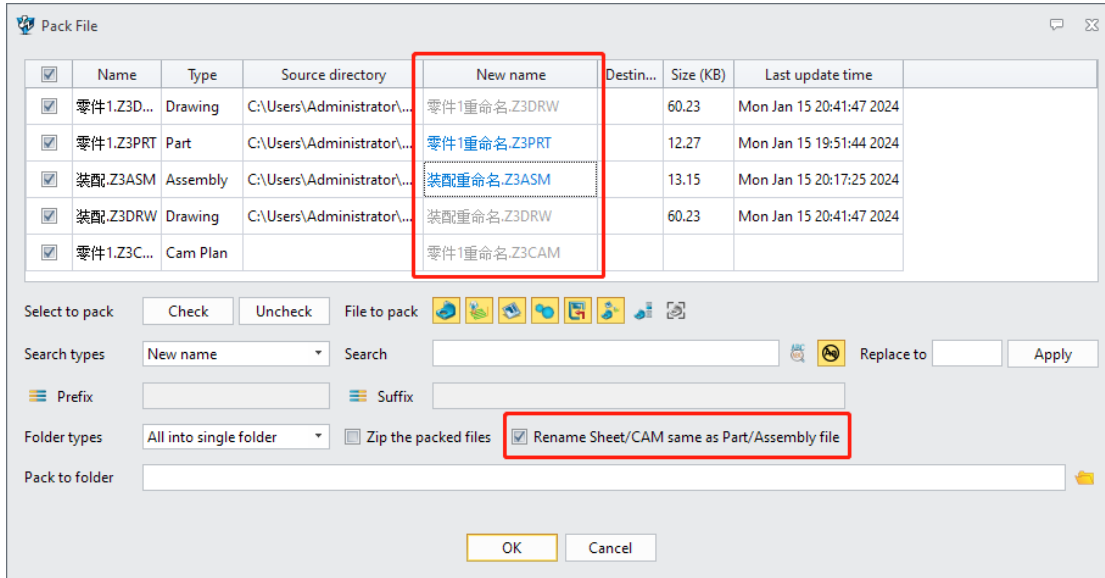 Pack File
Name Type Source directory New name Destin... Size (KB) Last update time
零件1.Z3D... Drawing C:\Users\Administrator\... 零件1重命名.Z3DRW 60.23 Mon Jan 15 20:41:47 2024
零件1.Z3PRT Part C:\Users\Administrator\... 零件1重命名.Z3PRT 12.27 Mon Jan 15 19:51:44 2024
装配.Z3ASM Assembly C:\Users\Administrator\... 装配重命名.Z3ASM 13.15 Mon Jan 15 20:17:25 2024
装配.Z3DRW Drawing C:\Users\Administrator\... 装配重命名.Z3DRW 60.23 Mon Jan 15 20:41:47 2024
零件1.Z3C... Cam Plan 零件1重命名.Z3CAM
Select to pack Check Uncheck File to pack
Search types New name Search Replace to Apply
Prefix Suffix
Folder types All into single folder Zip the packed files Rename Sheet/CAM same as Part/Assembly file
Pack to folder
OK Cancel